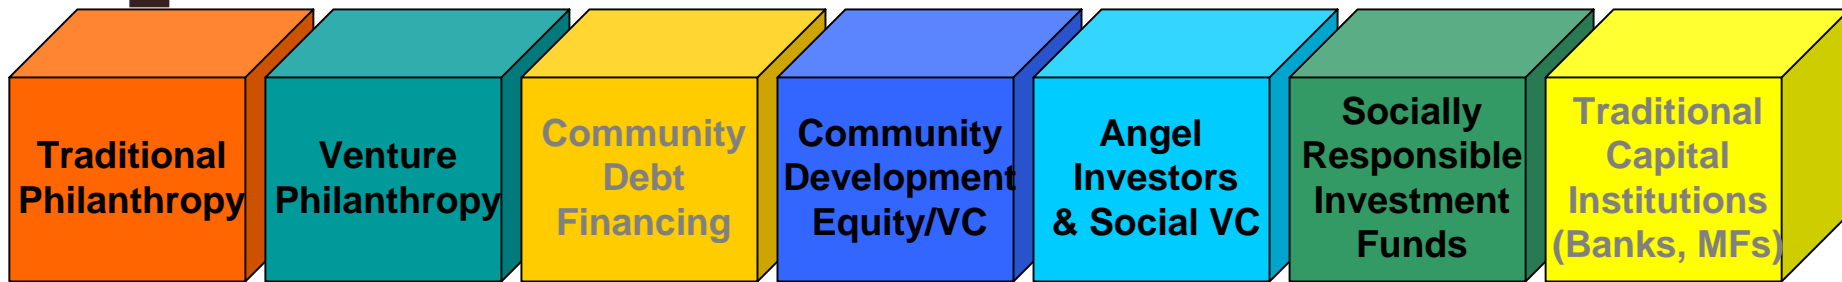 Traditional
Philanthropy
Venture
Philanthropy
Community
Debt
Financing
Community
Development
Equity/VC
Angel
Investors
& Social VC
Socially
Responsible
Investment
Funds
Traditional
Capital
Institutions
(Banks, MFs)